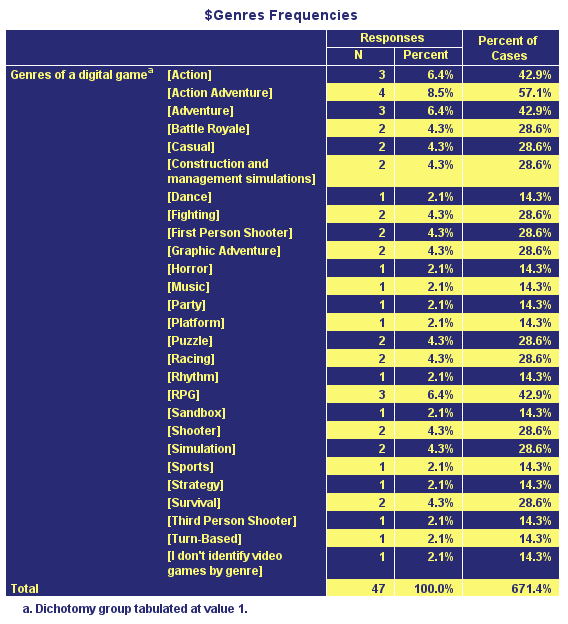 $Genres Frequencies
Responses
Percent of
Cases
N Percent
Genres of a digital game^a [Action] 3 6.4% 42.9%
[Action Adventure] 4 8.5% 57.1%
[Adventure] 3 6.4% 42.9%
[Battle Royale] 2 4.3% 28.6%
[Casual] 2 4.3% 28.6%
[Construction and
management simulations] 2 4.3% 28.6%
[Dance] 1 2.1% 14.3%
[Fighting] 2 4.3% 28.6%
[First Person Shooter] 2 4.3% 28.6%
[Graphic Adventure] 2 4.3% 28.6%
[Horror] 1 2.1% 14.3%
[Music] 1 2.1% 14.3%
[Party] 1 2.1% 14.3%
[Platform] 1 2.1% 14.3%
[Puzzle] 2 4.3% 28.6%
[Racing] 2 4.3% 28.6%
[Rhythm] 1 2.1% 14.3%
[RPG] 3 6.4% 42.9%
[Sandbox] 1 2.1% 14.3%
[Shooter] 2 4.3% 28.6%
[Simulation] 2 4.3% 28.6%
[Sports] 1 2.1% 14.3%
[Strategy] 1 2.1% 14.3%
[Survival] 2 4.3% 28.6%
[Third Person Shooter] 1 2.1% 14.3%
[Turn-Based] 1 2.1% 14.3%
[I don't identify video
games by genre] 1 2.1% 14.3%
Total 47 100.0% 671.4%
a. Dichotomy group tabulated at value 1.